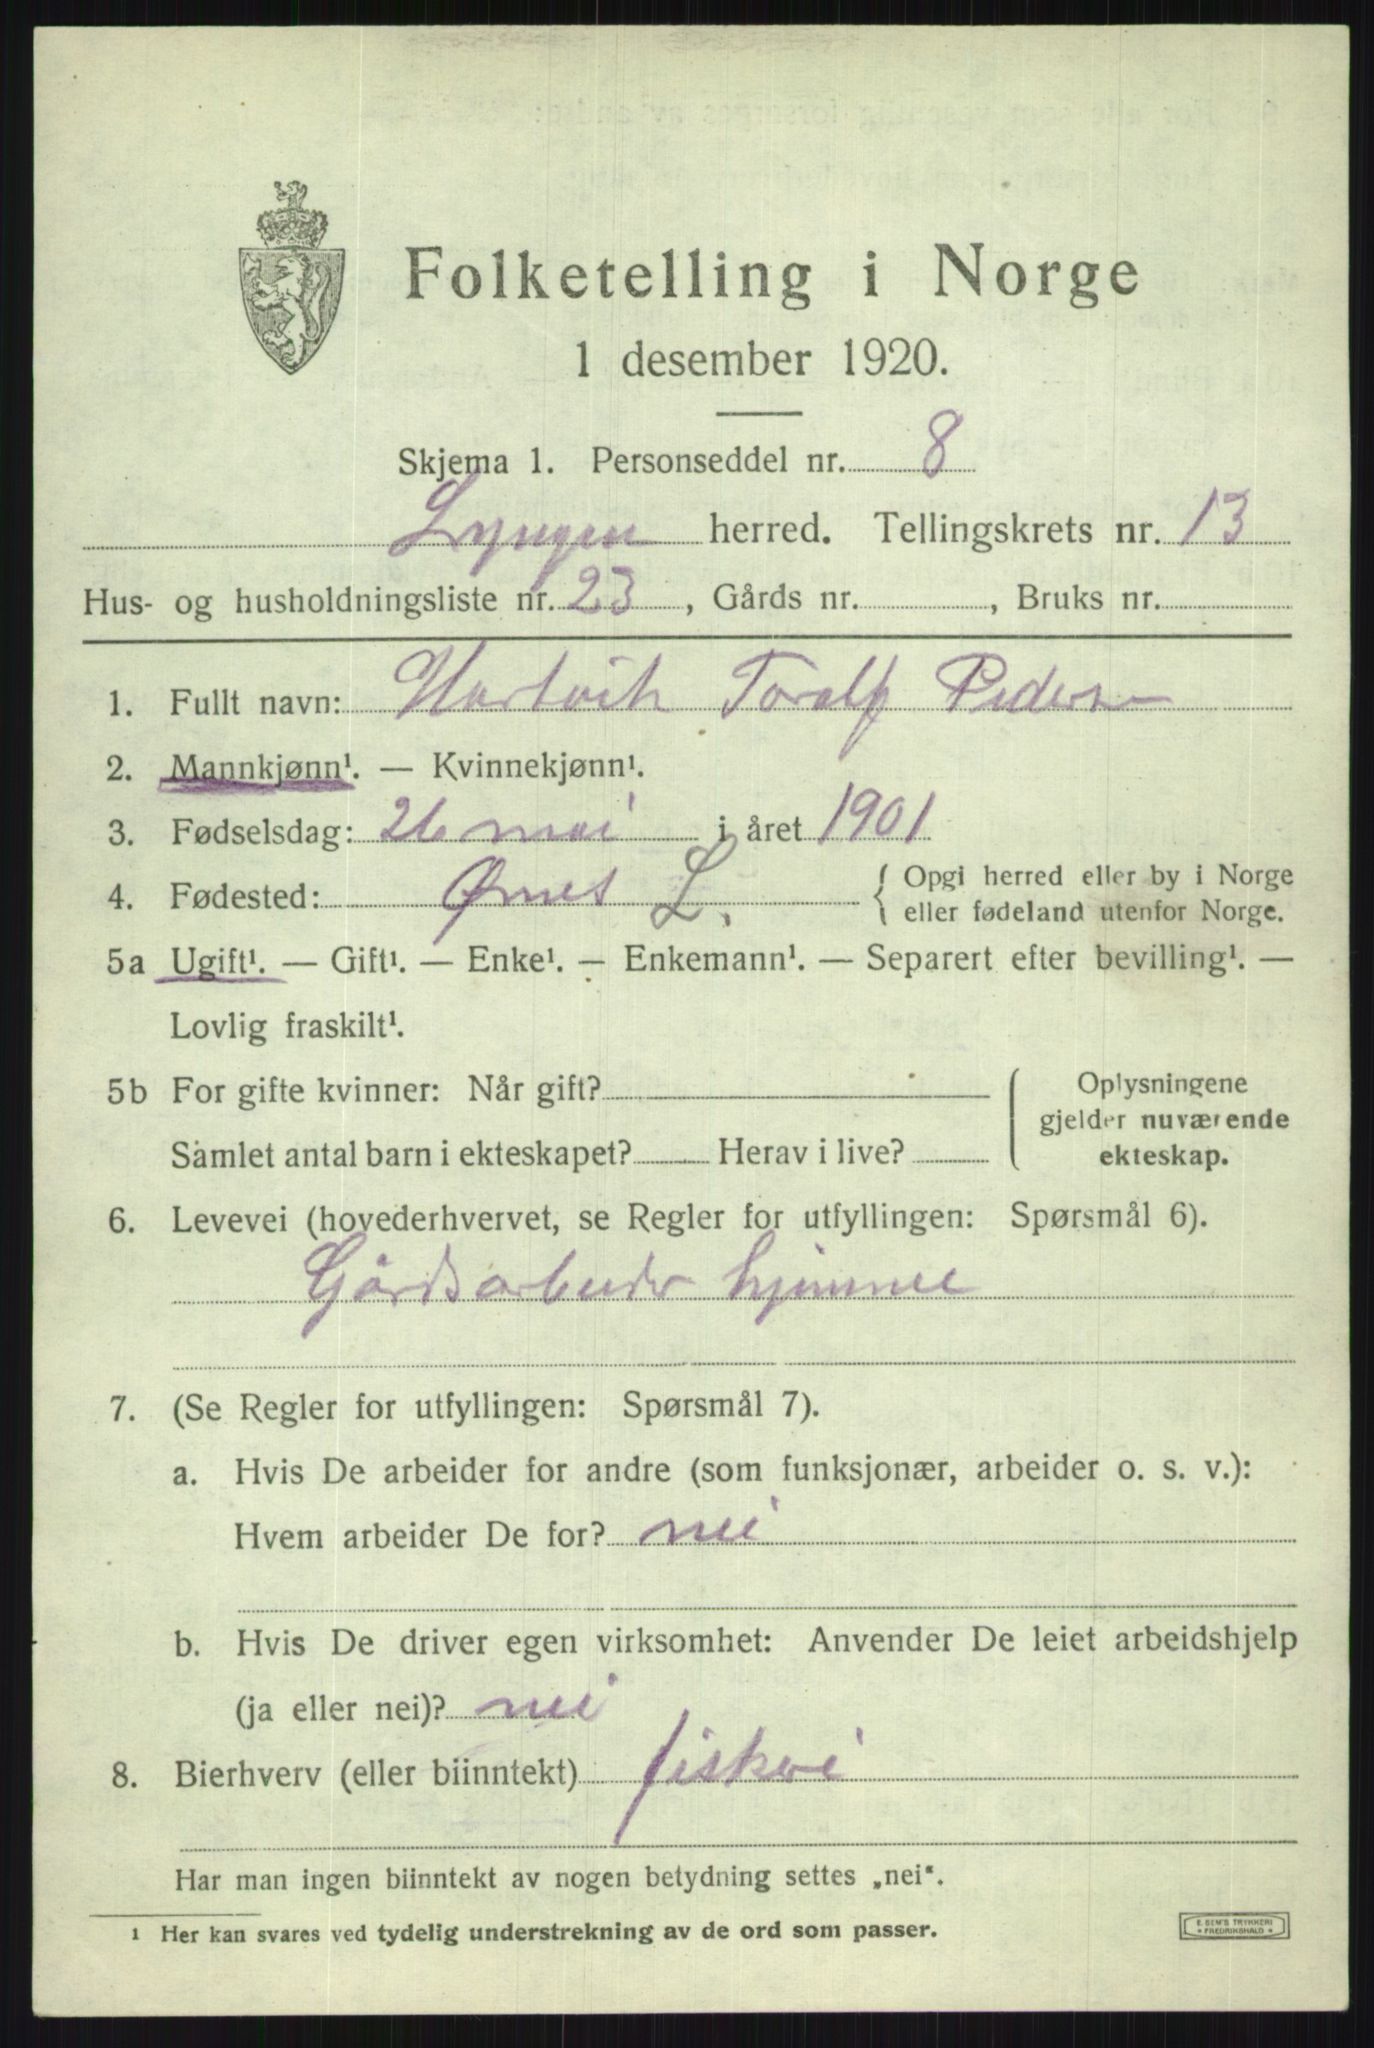 Folketelling i Norge
1 desember 1920.
Skjema 1. Personseddel nr. 8
Lyngen herred. Tellingskrets nr. 13
Hus- og husholdningsliste nr. 23, Gårds nr. , Bruks nr.
1. Fullt navn: Hartvik Toralf Pedersen
2. Mannkjønn¹. — Kvinnekjønn¹.
3. Fødselsdag: 26 mai i året 1901
4. Fødested: Ørnes L. { Opgi herred eller by i Norge
eller fødeland utenfor Norge.
5a Ugift¹. — Gift¹. — Enke¹. — Enkemann¹. — Separert efter bevilling¹. —
Lovlig fraskilt¹.
5b For gifte kvinner: Når gift? Oplysningene
gjelder nuværende
Samlet antal barn i ekteskapet? Herav i live? ekteskap.
6. Levevei (hovederhvervet, se Regler for utfyllingen: Spørsmål 6).
Gårdsarbeider hjemme
7. (Se Regler for utfyllingen: Spørsmål 7).
a. Hvis De arbeider for andre (som funksjonær, arbeider o. s. v.):
Hvem arbeider De for? nei
b. Hvis De driver egen virksomhet: Anvender De leiet arbeidshjelp
(ja eller nei)? nei
8. Bierhverv (eller biinntekt) fiskei
Har man ingen biinntekt av nogen betydning settes „nei“.
1 Her kan svares ved tydelig understrekning av de ord som passer.
E. SEM'S TRYKKERI
* FREDRIKSHALD *